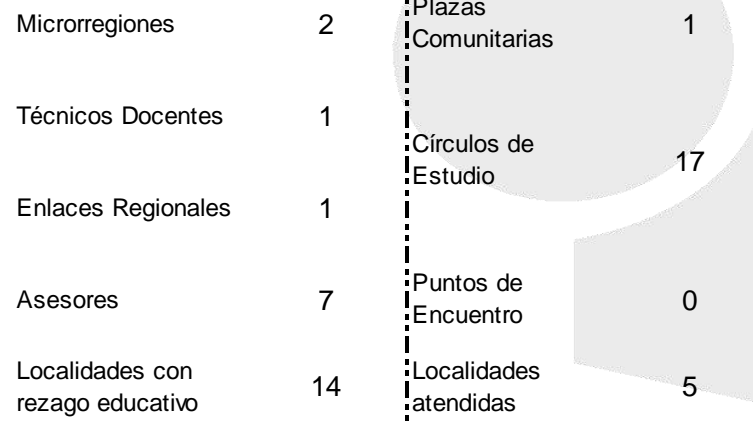 Microrregiones 2
Técnicos Docentes 1
Enlaces Regionales 1
Asesores 7
Localidades con
rezago educativo 14
Plazas
Comunitarias 1
Círculos de
Estudio 17
Puntos de
Encuentro 0
Localidades
atendidas 5